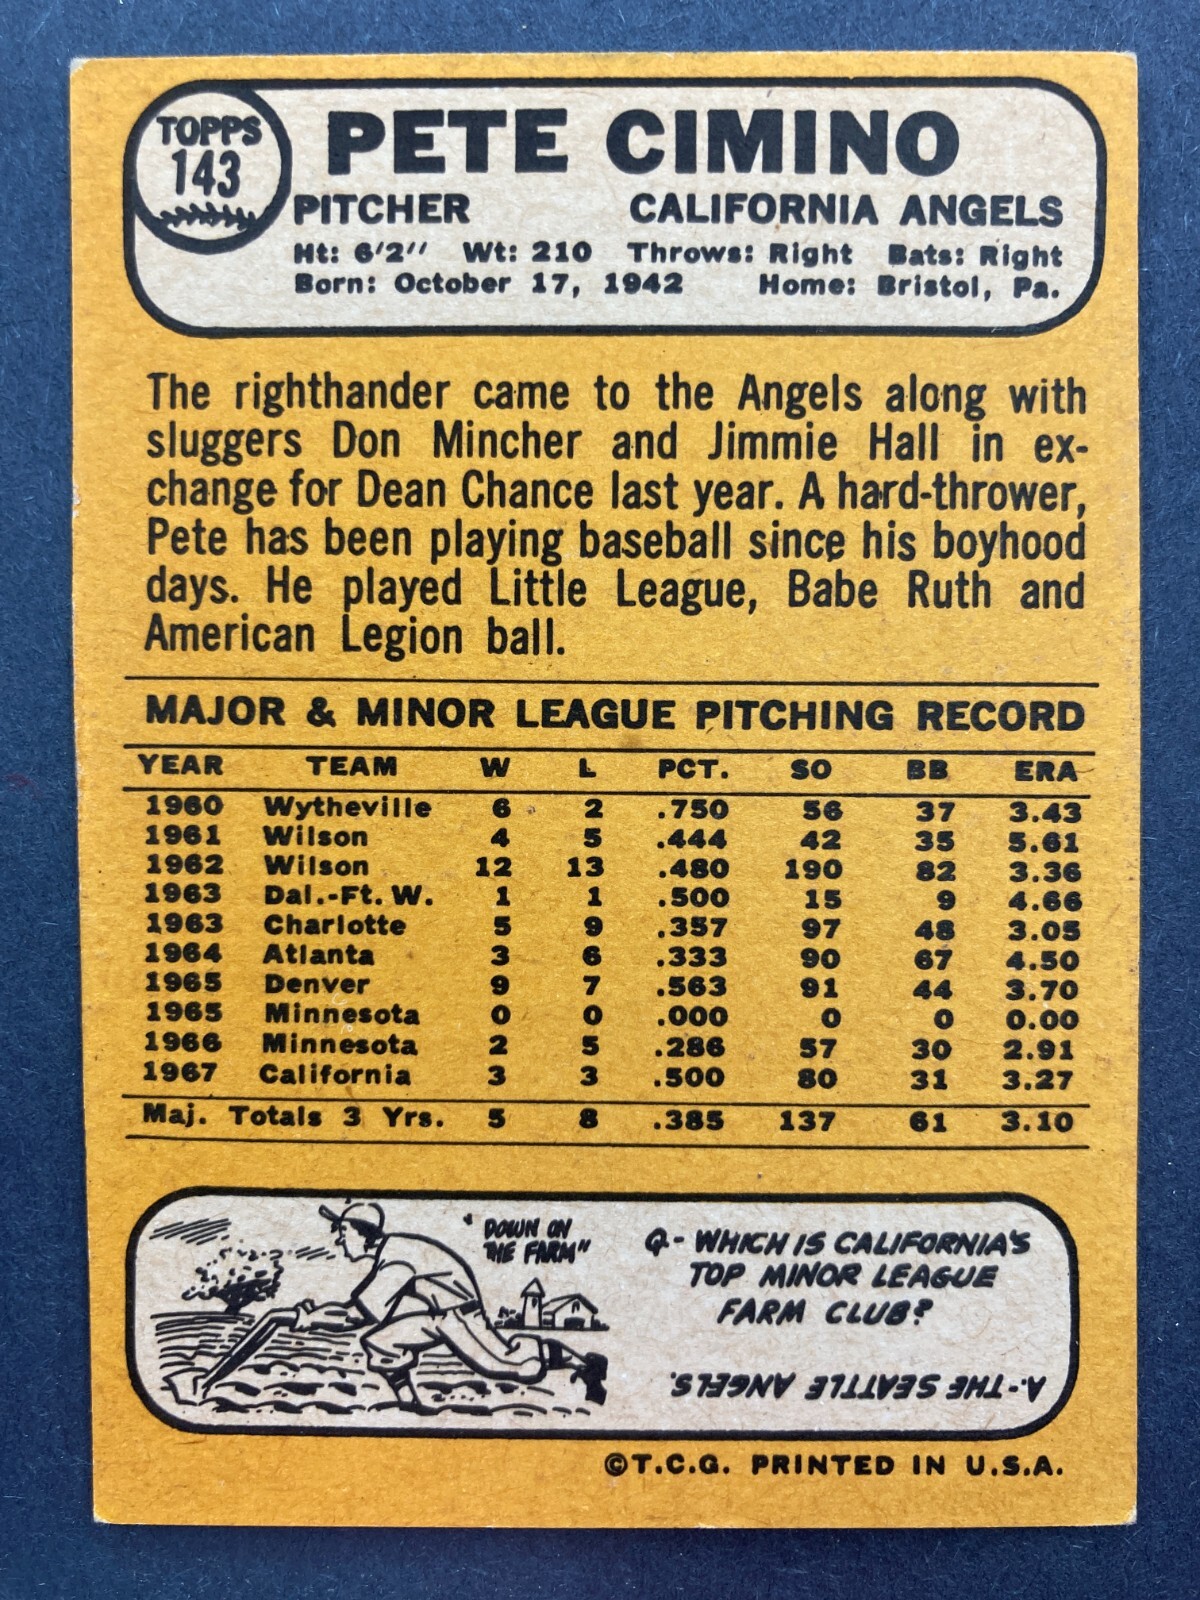 TOPPS
143
PETE CIMINO
PITCHER CALIFORNIA ANGELS
Ht: 6'2" Wt: 210 Throws: Right Bats: Right
Born: October 17, 1942 Home: Bristol, Pa.
The righthander came to the Angels along with
sluggers Don Mincher and Jimmie Hall in ex-
change for Dean Chance last year. A hard-thrower,
Pete has been playing baseball since his boyhood
days. He played Little League, Babe Ruth and
American Legion ball.
MAJOR & MINOR LEAGUE PITCHING RECORD
YEAR TEAM W L PCT. SO BB ERA
1960 Wytheville 6 2 .750 56 37 3.43
1961 Wilson 4 5 .444 42 35 5.61
1962 Wilson 12 13 .480 190 82 3.36
1963 Dal.-Ft. W. 1 1 .500 15 9 4.66
1963 Charlotte 5 9 .357 97 48 3.05
1964 Atlanta 3 6 .333 90 67 4.50
1965 Denver 9 7 .563 91 44 3.70
1965 Minnesota 0 0 .000 0 0 0.00
1966 Minnesota 2 5 .286 57 30 2.91
1967 California 3 3 .500 80 31 3.27
Maj. Totals 3 Yrs. 5 8 .385 137 61 3.10
"DOWN ON
THE FARM"
Q- WHICH IS CALIFORNIA'S
TOP MINOR LEAGUE
FARM CLUB?
A-THE SEATTLE ANGELS.
©T.C.G. PRINTED IN U.S.A.